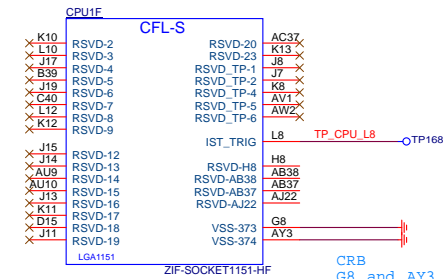 CPU1F
CFL-S
K10 RSVD-2 RSVD-20 AC37
L10 RSVD-3 RSVD-23 K13
J17 RSVD-4 RSVD_TP-1 J8
B39 RSVD-5 RSVD_TP-2 J7
J19 RSVD-6 RSVD_TP-4 K8
C40 RSVD-7 RSVD_TP-5 AV1
L12 RSVD-8 RSVD_TP-6 AW2
K12 RSVD-9
IST_TRIG L8 TP_CPU_L8 TP168
J15 RSVD-12
J14 RSVD-13 RSVD-H8 H8
AU9 RSVD-14 RSVD-AB38 AB38
AU10 RSVD-15 RSVD-AB37 AB37
J13 RSVD-16 RSVD-AJ22 AJ22
K11 RSVD-17
D15 RSVD-18 VSS-373 G8
J11 RSVD-19 VSS-374 AY3
LGA1151
ZIF-SOCKET1151-HF
CRB
G8 and AY3